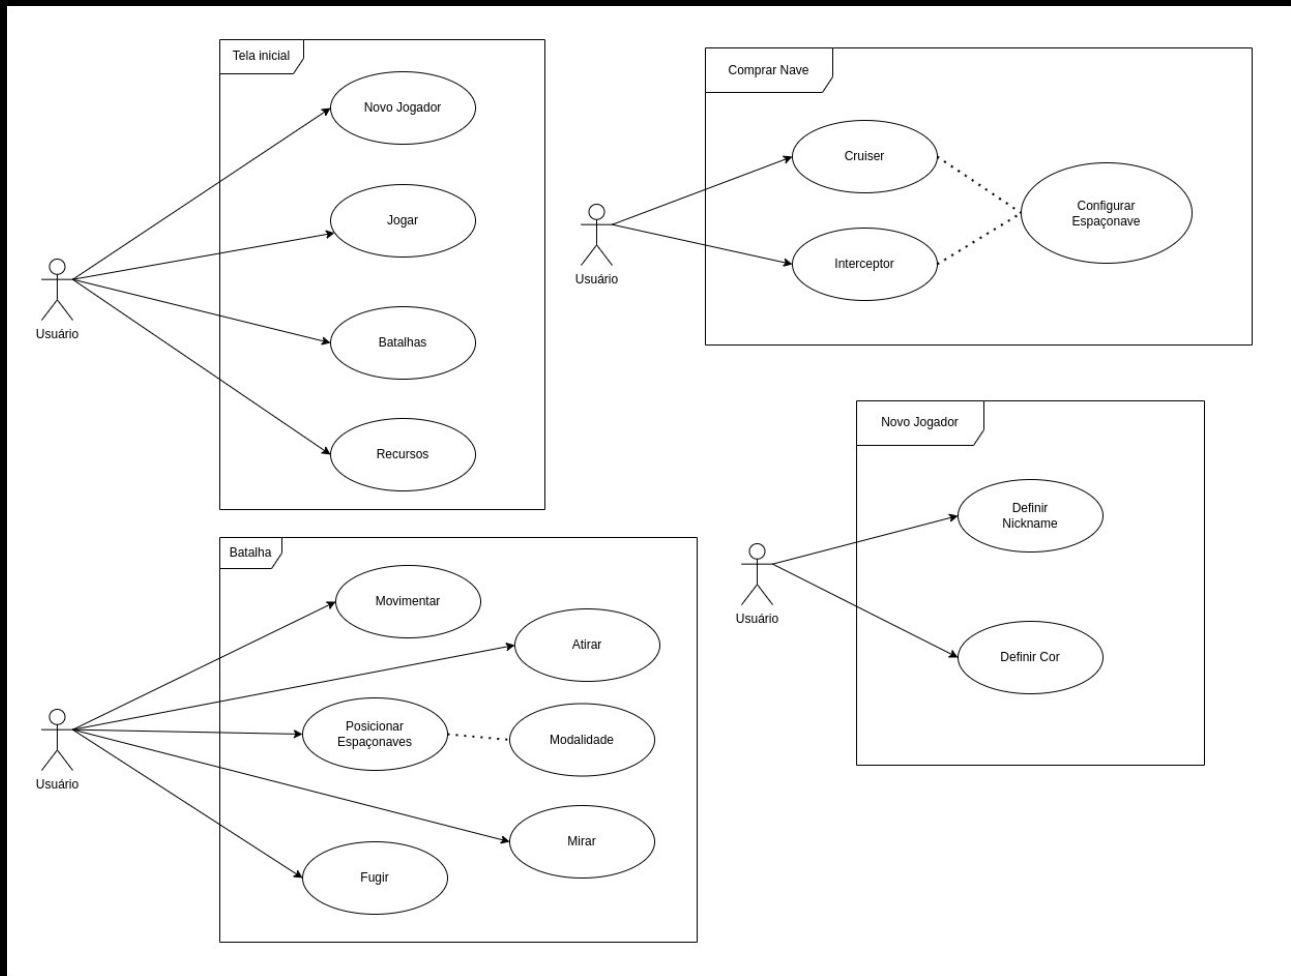 Tela inicial
Novo Jogador
Jogar
Batalhas
Recursos
Usuário
Comprar Nave
Cruiser
Interceptor
Configurar
Espaçonave
Usuário
Batalha
Movimentar
Atirar
Posicionar
Espaçonaves
Modalidade
Mirar
Fugir
Usuário
Novo Jogador
Definir
Nickname
Definir Cor
Usuário